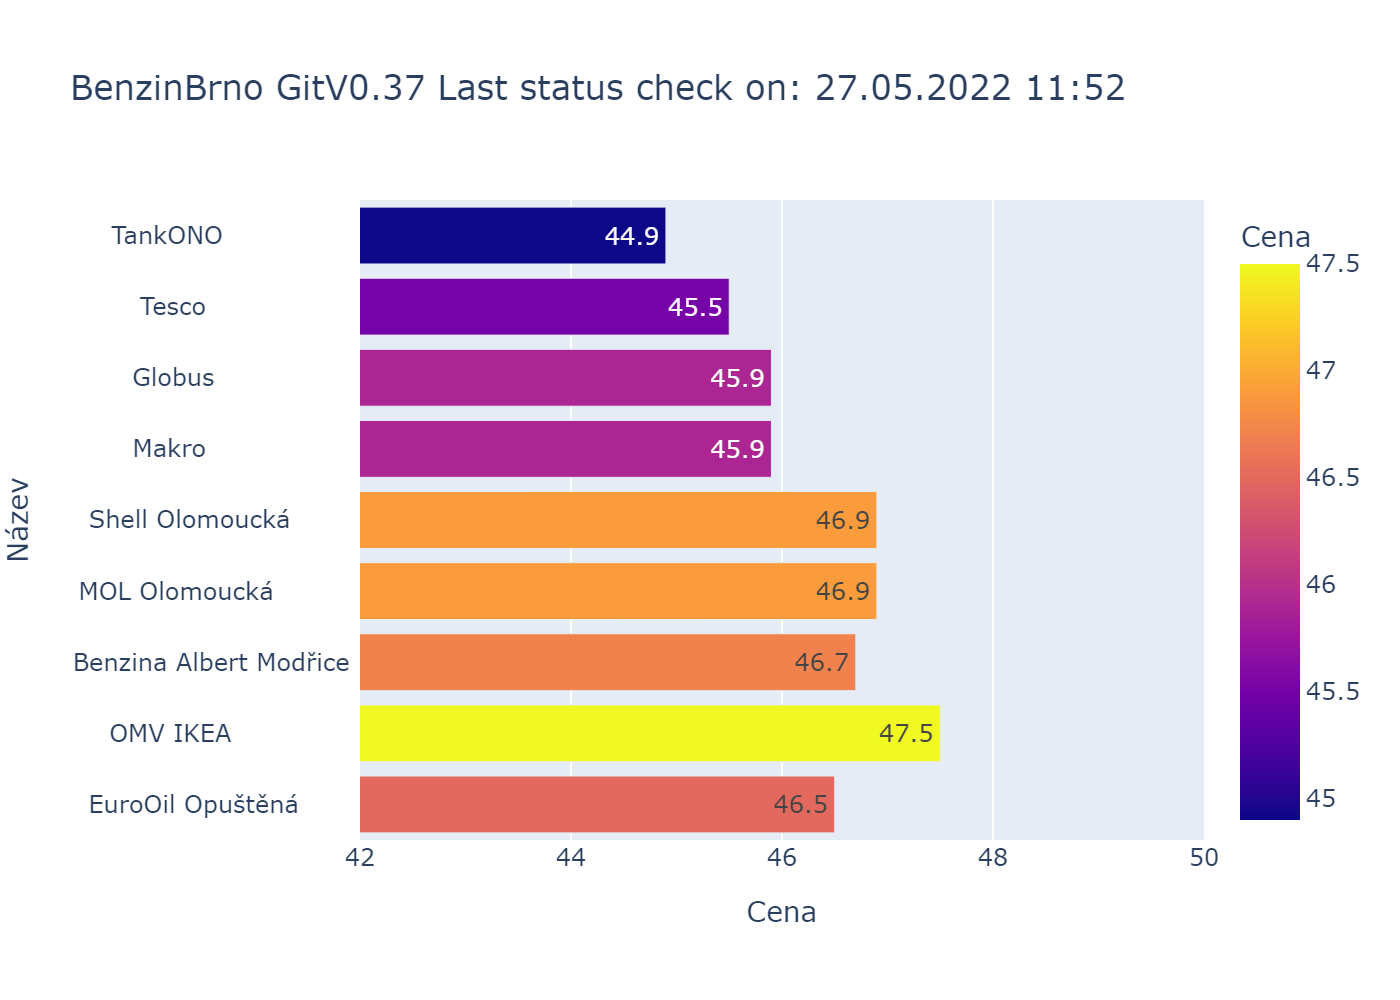 BenzinBrno GitV0.37 Last status check on: 27.05.2022 11:52
TankONO
44.9
Tesco
45.5
Globus
45.9
Makro
45.9
Shell Olomoucká
46.9
MOL Olomoucká
46.9
Benzina Albert Modřice
46.7
OMV IKEA
47.5
EuroOil Opuštěná
46.5
Název
42
44
46
48
50
Cena
Cena
47.5
47
46.5
46
45.5
45